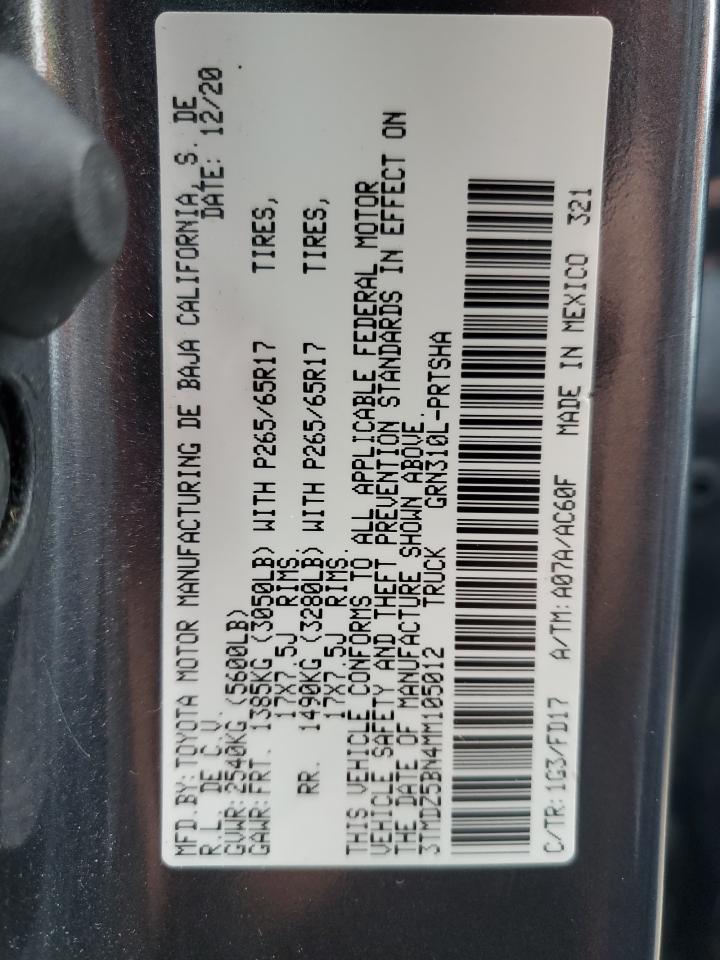 MFD.BY:TOYOTA MOTOR MANUFACTURING DE BAJA CALIFORNIA, S. DE
R.L. DE C.V. DATE: 12/20
GVWR:2540KG (5600LB)
GAWR:FRT. 1385KG (3050LB) WITH P265/65R17 TIRES,
17X7.5J RIMS.
RR. 1490KG (3280LB) WITH P265/65R17 TIRES,
17X7.5J RIMS.
THIS VEHICLE CONFORMS TO ALL APPLICABLE FEDERAL MOTOR
VEHICLE SAFETY AND THEFT PREVENTION STANDARDS IN EFFECT ON
THE DATE OF MANUFACTURE SHOWN ABOVE.
3TMDZ5BN4MM105012 TRUCK GRN310L-PRTSHA
C/TR:1G3/FD17 A/TM:A07A/AC60F MADE IN MEXICO 321